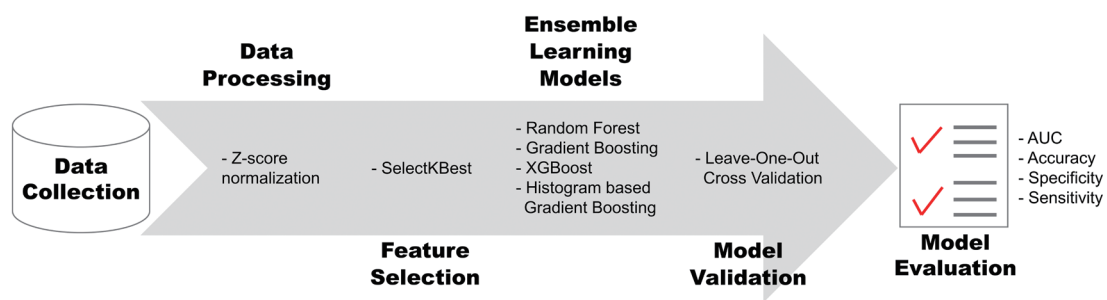 Data
Collection
Data
Processing
- Z-score
normalization
Feature
Selection
- SelectKBest
Ensemble
Learning
Models
- Random Forest
- Gradient Boosting
- XGBoost
- Histogram based
Gradient Boosting
Model
Validation
- Leave-One-Out
Cross Validation
Model
Evaluation
- AUC
- Accuracy
- Specificity
- Sensitivity